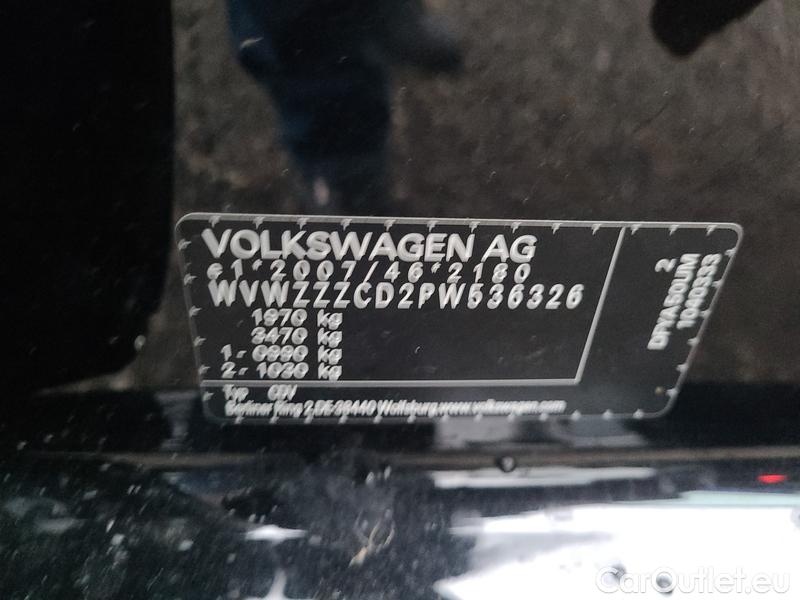 VOLKSWAGEN AG
e1*2007/46*2180
WVWZZZCD2PW536326
1970 kg
3470 kg
1- 0990 kg
2- 1030 kg
Typ CDV
Berliner Ring 2,DE-38440 Wolfsburg,www.volkswagen.com
2
1040333
CarOutlet.eu